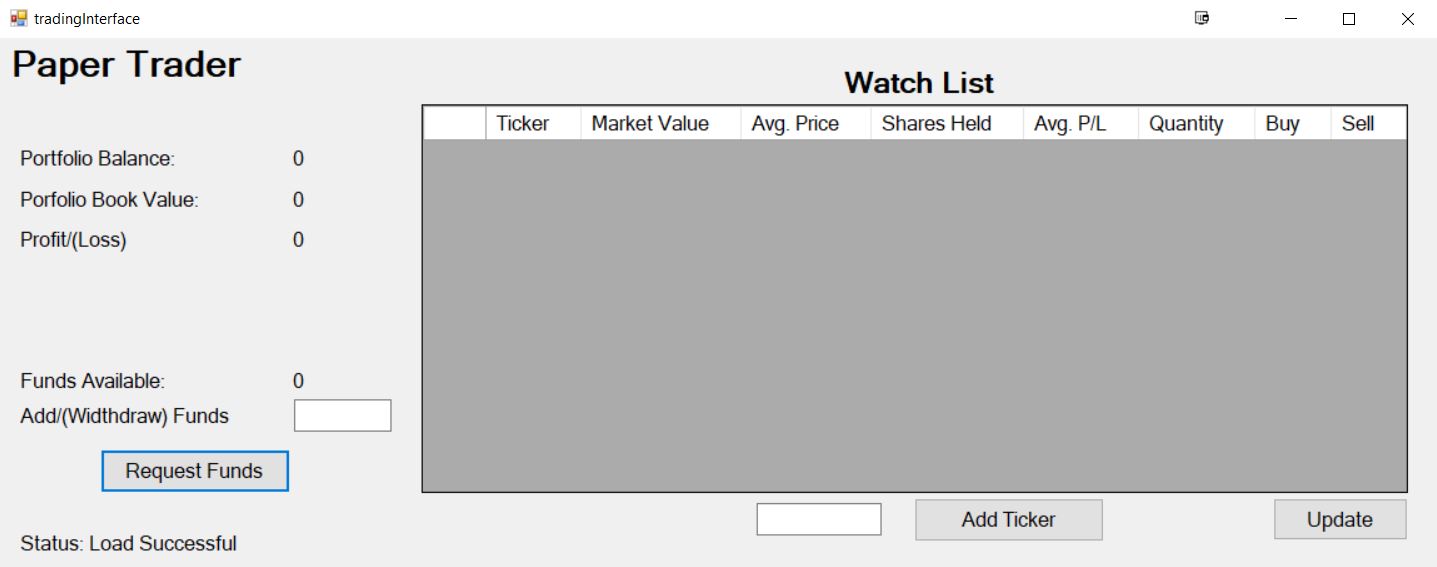 tradingInterface
Paper Trader
Watch List
Ticker Market Value Avg. Price Shares Held Avg. P/L Quantity Buy Sell
Portfolio Balance: 0
Porfolio Book Value: 0
Profit/(Loss) 0
Funds Available: 0
Add/(Widthdraw) Funds
Request Funds
Add Ticker Update
Status: Load Successful